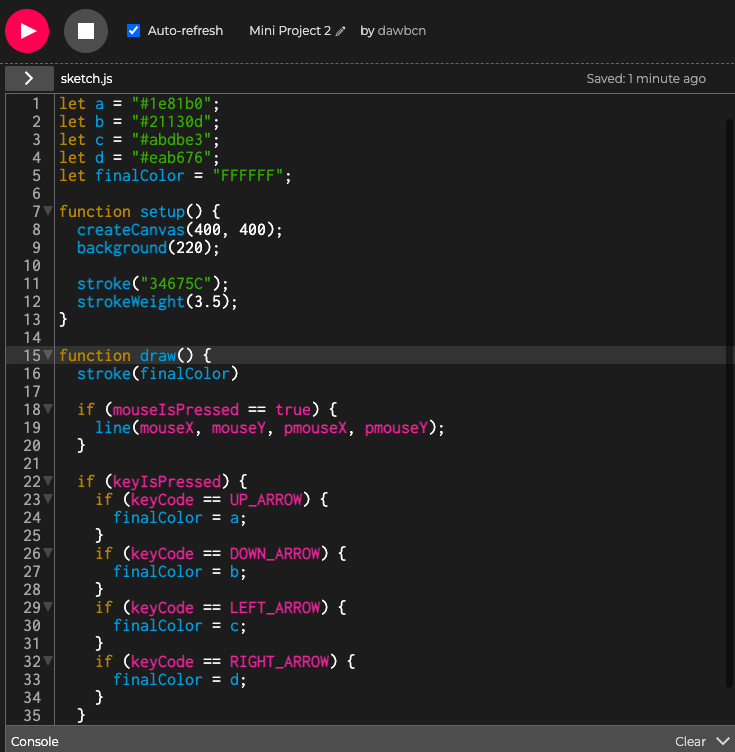 Auto-refresh Mini Project 2 by dawbcn
sketch.js Saved: 1 minute ago
1 let a = "#1e81b0";
2 let b = "#21130d";
3 let c = "#abdbe3";
4 let d = "#eab676";
5 let finalColor = "FFFFFF";
6
7 function setup() {
8 createCanvas(400, 400);
9 background(220);
10
11 stroke("34675C");
12 strokeWeight(3.5);
13 }
14
15 function draw() {
16 stroke(finalColor)
17
18 if (mouseIsPressed == true) {
19 line(mouseX, mouseY, pmouseX, pmouseY);
20 }
21
22 if (keyIsPressed) {
23 if (keyCode == UP_ARROW) {
24 finalColor = a;
25 }
26 if (keyCode == DOWN_ARROW) {
27 finalColor = b;
28 }
29 if (keyCode == LEFT_ARROW) {
30 finalColor = c;
31 }
32 if (keyCode == RIGHT_ARROW) {
33 finalColor = d;
34 }
35 }
Console Clear